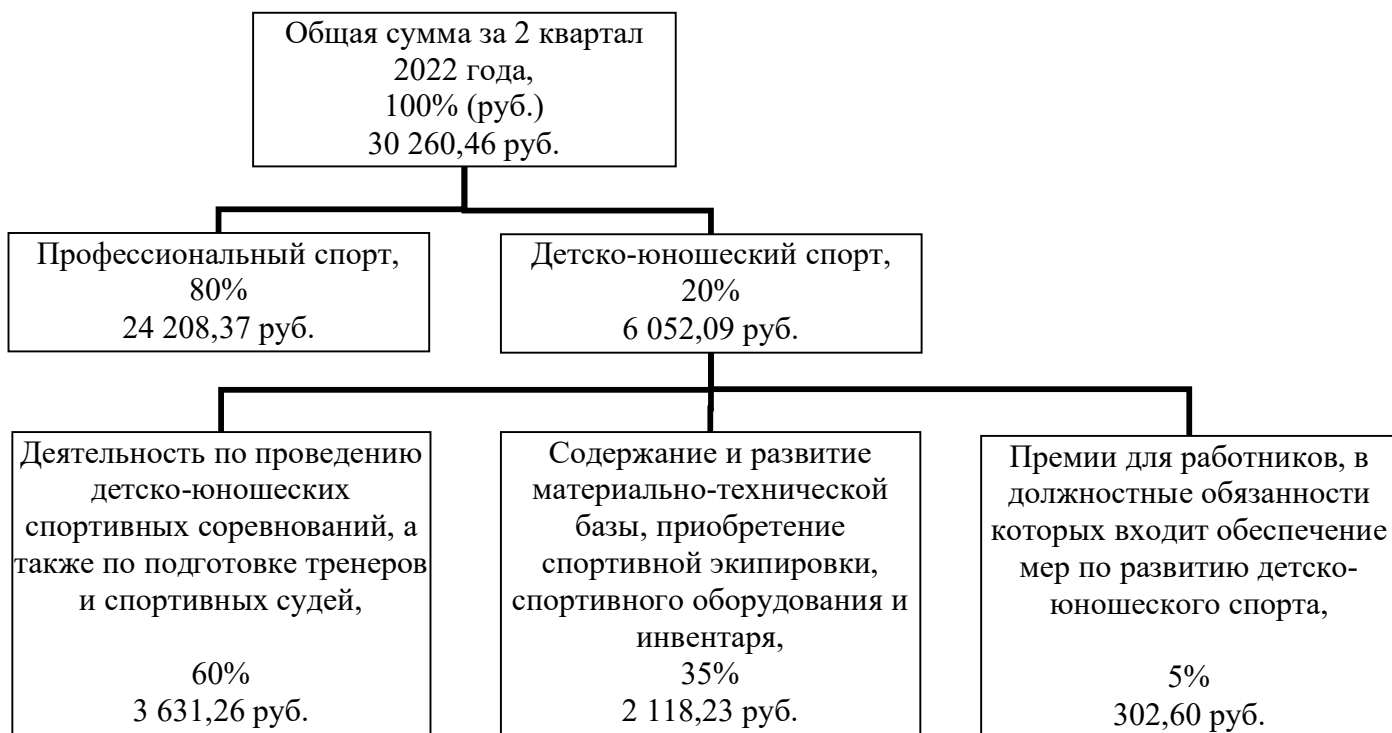 Общая сумма за 2 квартал
2022 года,
100% (руб.)
30 260,46 руб.
Профессиональный спорт,
80%
24 208,37 руб.
Детско-юношеский спорт,
20%
6 052,09 руб.
Деятельность по проведению
детско-юношеских
спортивных соревнований, а
также по подготовке тренеров
и спортивных судей,
60%
3 631,26 руб.
Содержание и развитие
материально-технической
базы, приобретение
спортивной экипировки,
спортивного оборудования и
инвентаря,
35%
2 118,23 руб.
Премии для работников, в
должностные обязанности
которых входит обеспечение
мер по развитию детско-
юношеского спорта,
5%
302,60 руб.